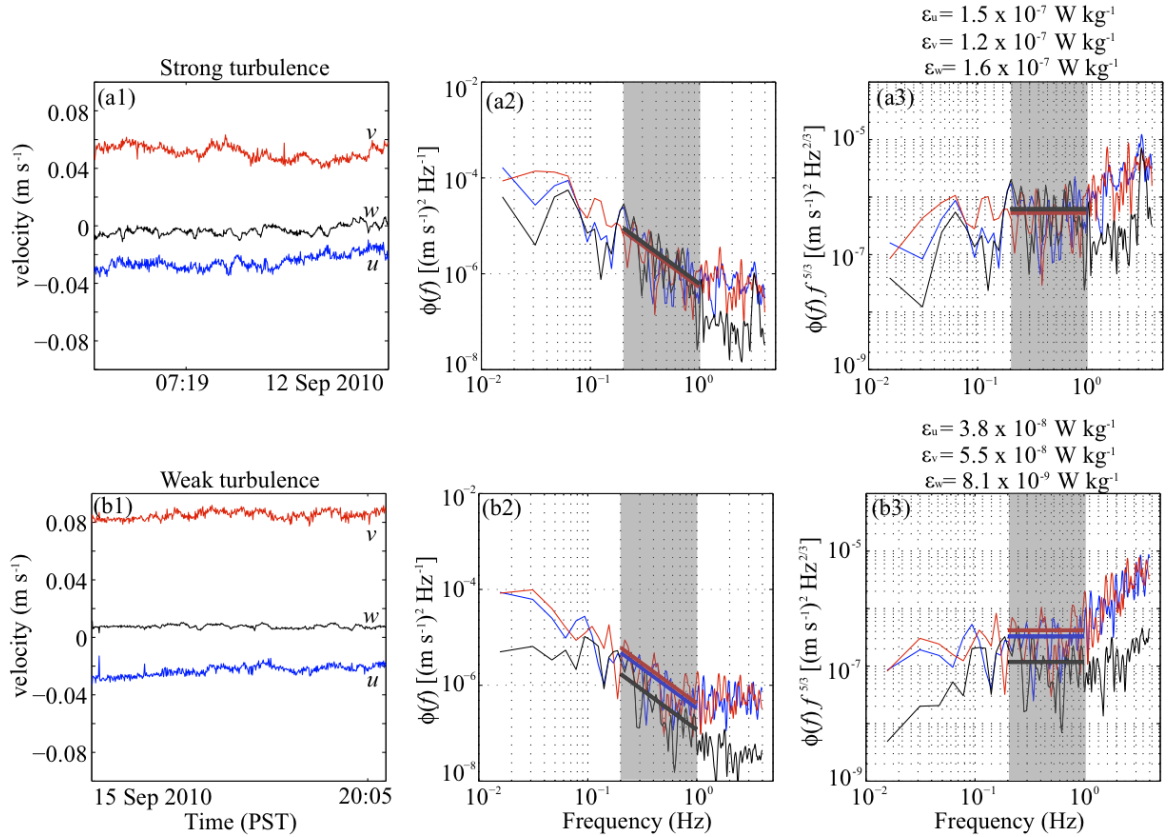 εu= 1.5 x 10-7 W kg-1
εv= 1.2 x 10-7 W kg-1
εw= 1.6 x 10-7 W kg-1
Strong turbulence
(a1)
v
w
u
velocity (m s-1)
0.08
0.04
0
−0.04
−0.08
07:19
12 Sep 2010
(a2)
ϕ(f) [(m s-1)2 Hz-1]
10-2
10-4
10-6
10-8
10-2
10-1
100
(a3)
ϕ(f) f 5/3 [(m s-1)2 Hz2/3]
10-5
10-7
10-9
10-2
10-1
100
εu= 3.8 x 10-8 W kg-1
εv= 5.5 x 10-8 W kg-1
εw= 8.1 x 10-9 W kg-1
Weak turbulence
(b1)
v
w
u
velocity (m s-1)
0.08
0.04
0
−0.04
−0.08
15 Sep 2010
20:05
Time (PST)
(b2)
ϕ(f) [(m s-1)2 Hz-1]
10-2
10-4
10-6
10-8
10-2
10-1
100
Frequency (Hz)
(b3)
ϕ(f) f 5/3 [(m s-1)2 Hz2/3]
10-5
10-7
10-9
10-2
10-1
100
Frequency (Hz)